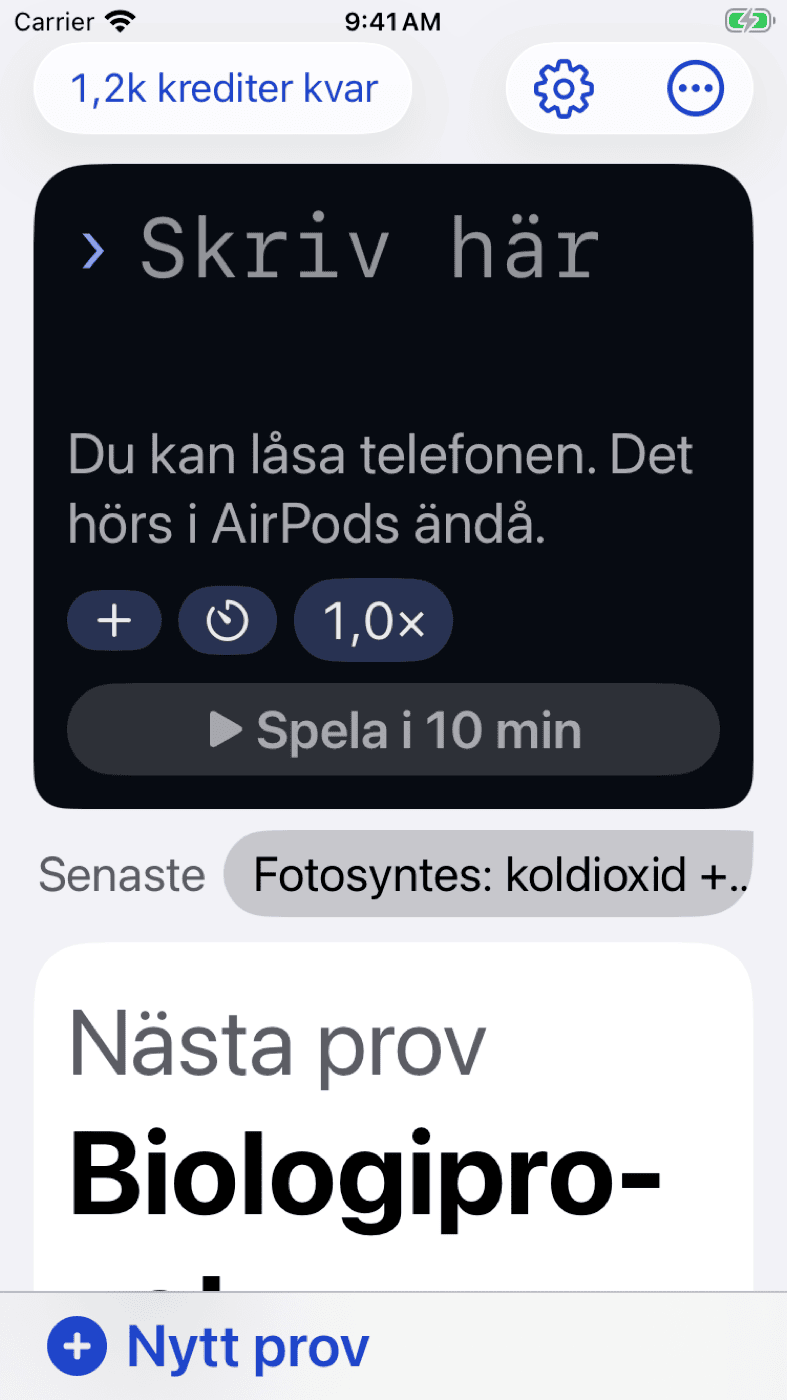 Carrier 9:41 AM
1,2k krediter kvar
› Skriv här
Du kan låsa telefonen. Det
hörs i AirPods ändå.
1,0×
Spela i 10 min
Senaste Fotosyntes: koldioxid +..
Nästa prov
Biologipro-
Nytt prov